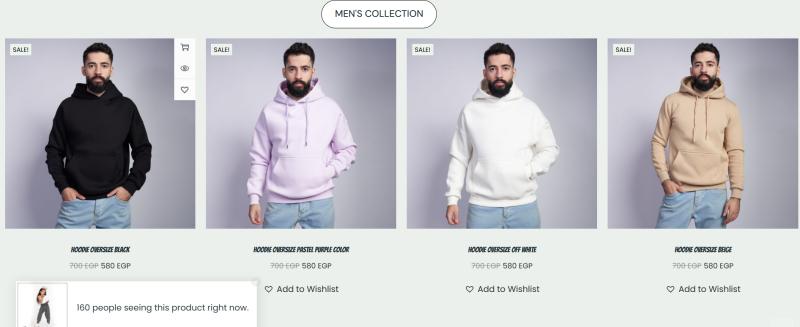 MEN'S COLLECTION
SALE!
SALE!
SALE!
SALE!
HOODIE OVERSIZE BLACK
HOODIE OVERSIZE PASTEL PURPLE COLOR
HOODIE OVERSIZE OFF WHITE
HOODIE OVERSIZE BEIGE
700 EGP 580 EGP
700 EGP 580 EGP
700 EGP 580 EGP
700 EGP 580 EGP
Add to Wishlist
Add to Wishlist
Add to Wishlist
160 people seeing this product right now.